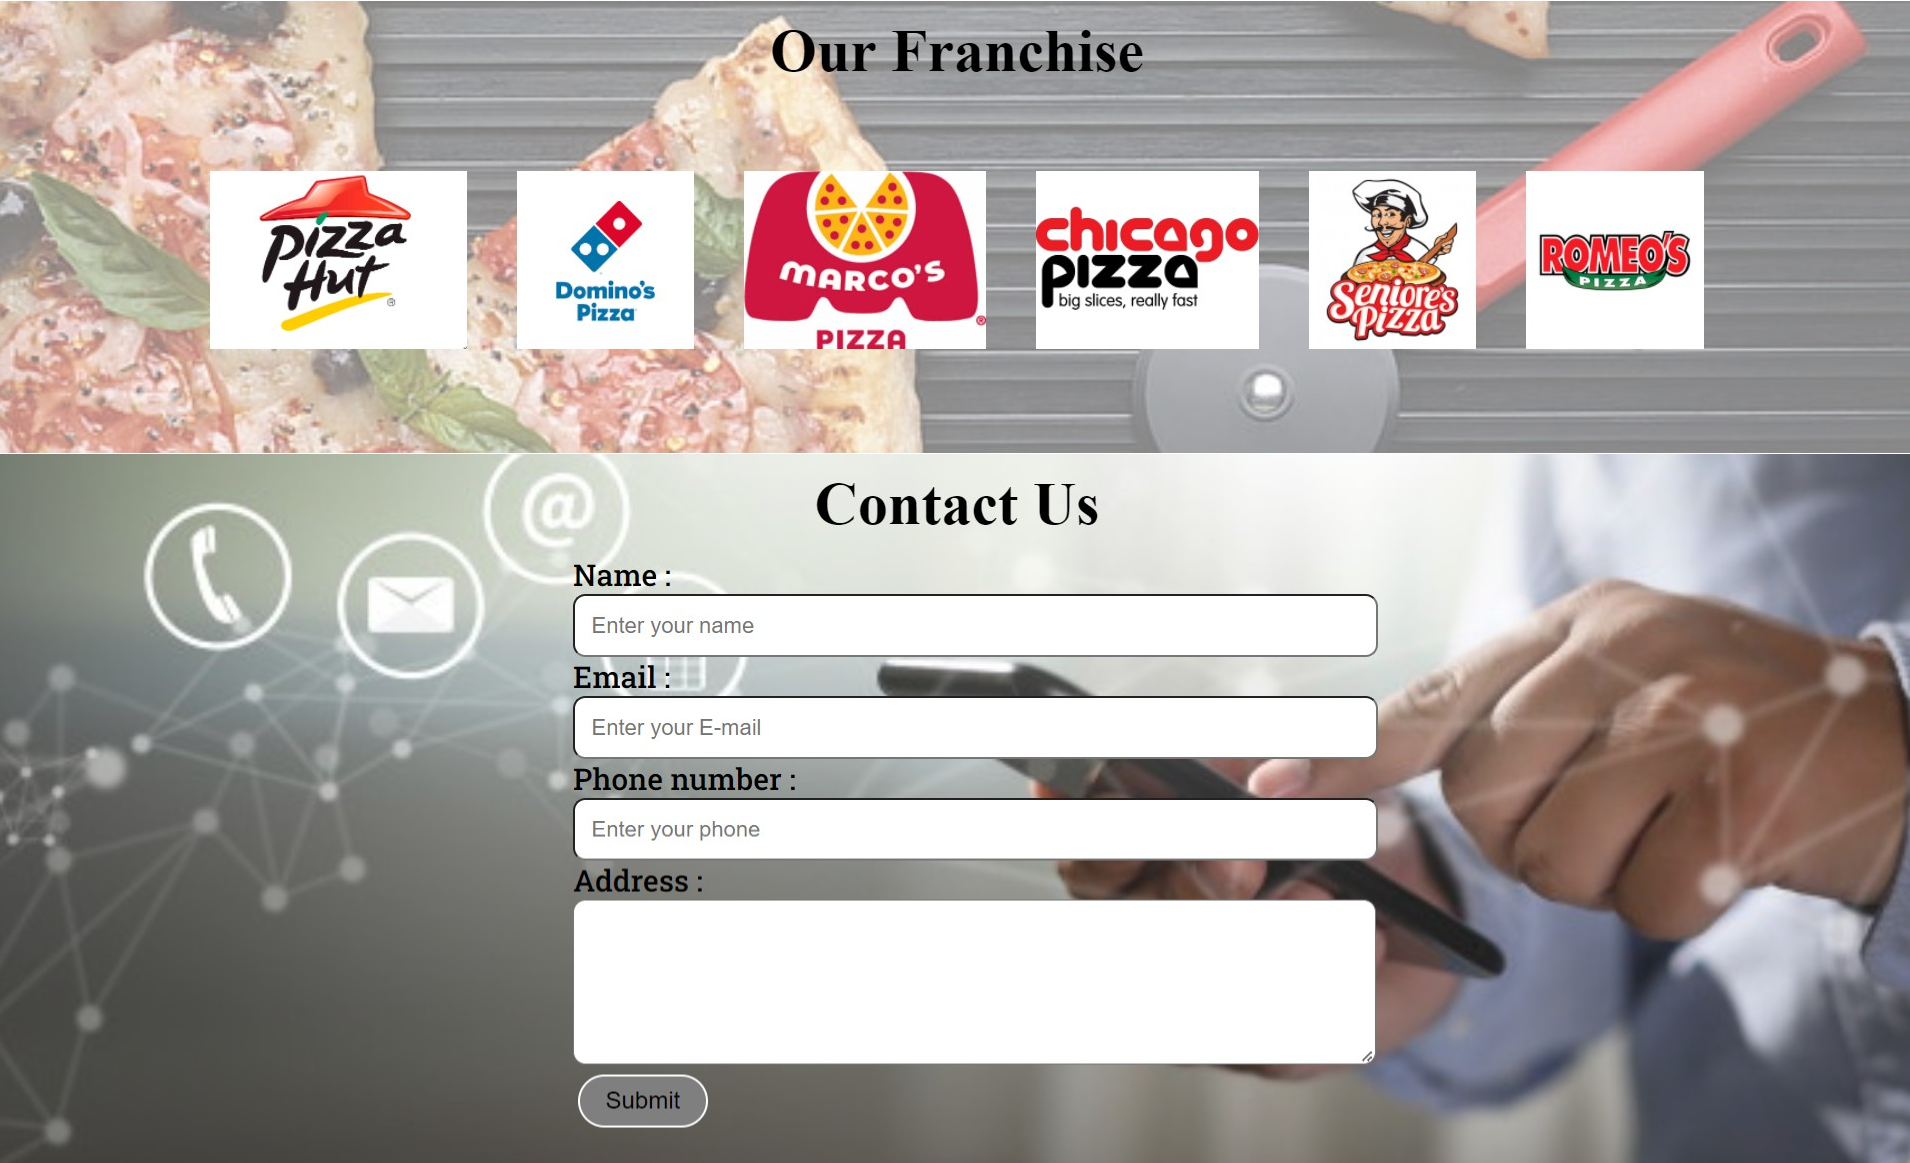 Our Franchise
Pizza
Hut
®
Domino's
Pizza
MARCO'S
PIZZA
®
chicago
pizza
big slices, really fast
Seniore's
Pizza
ROMEO'S
PIZZA
Contact Us
@
Name :
Enter your name
Email :
Enter your E-mail
Phone number :
Enter your phone
Address :
Submit